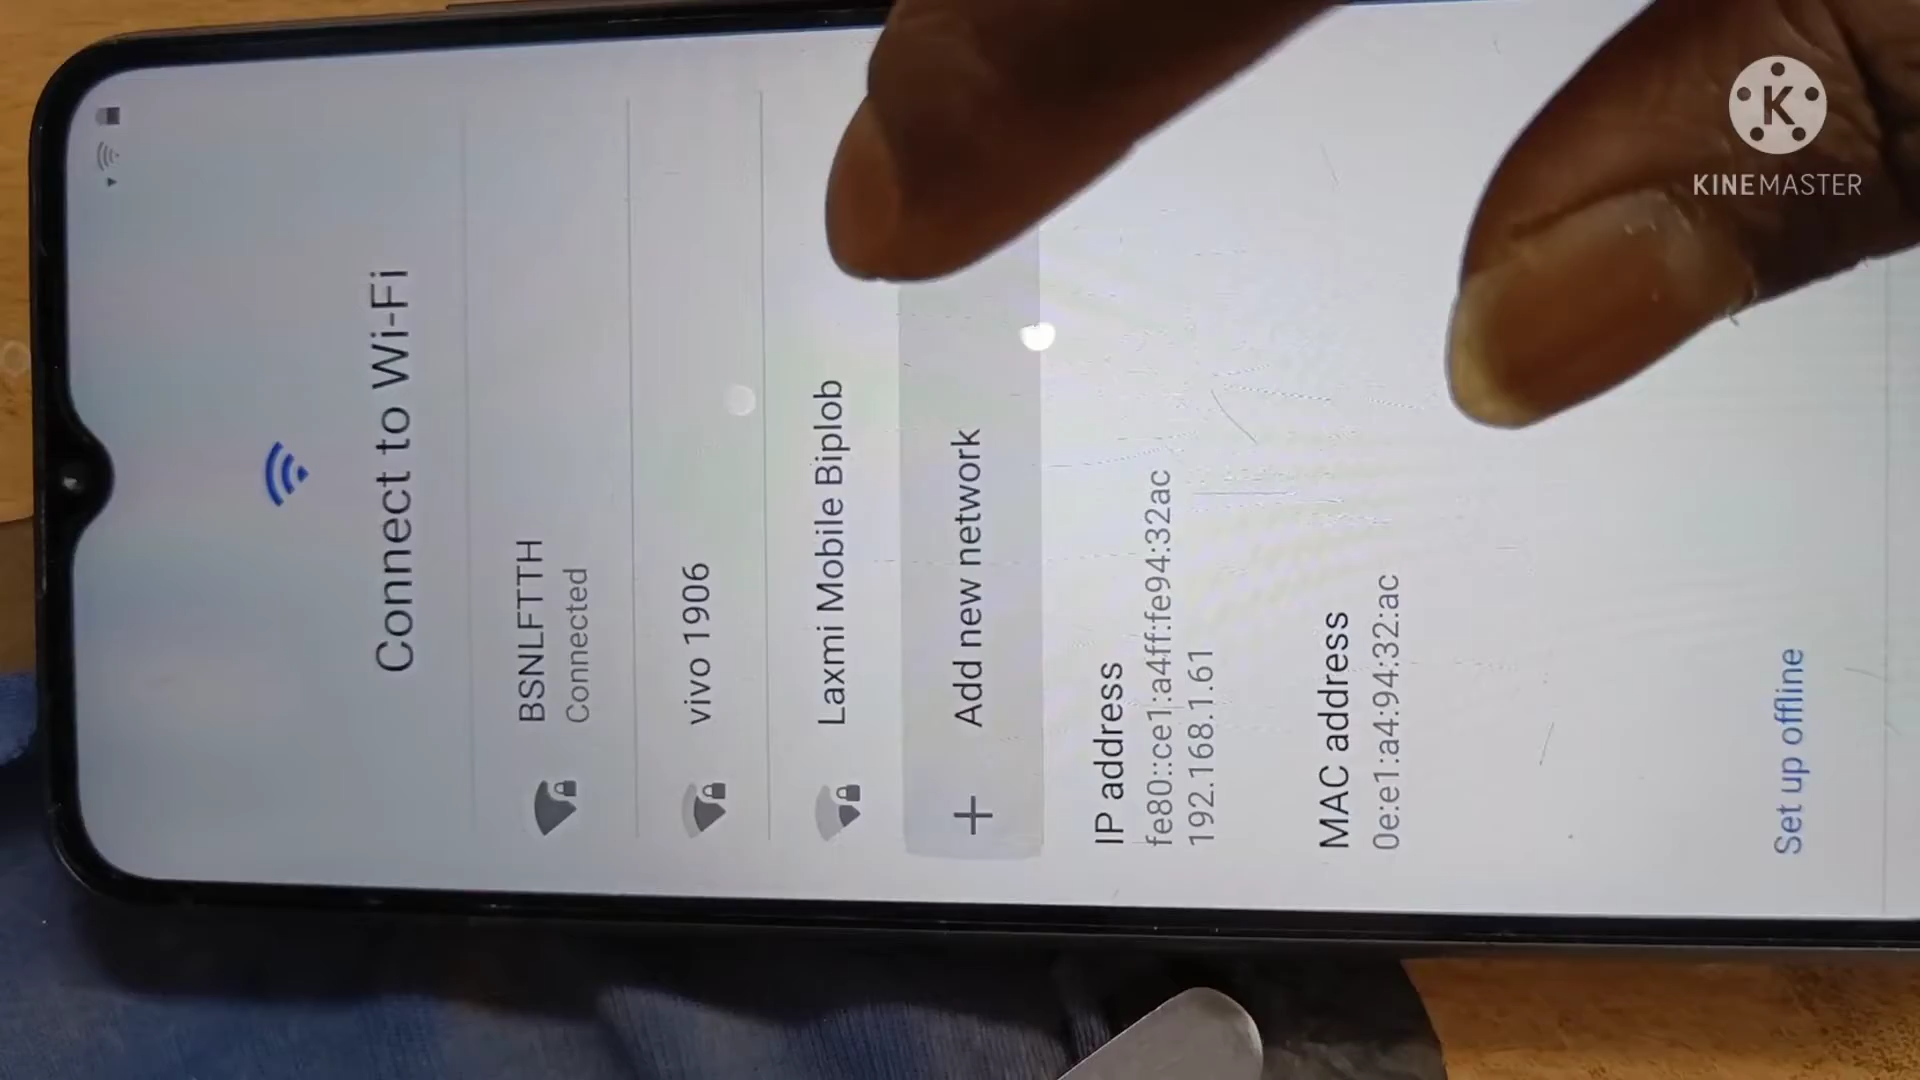 Connect to Wi-Fi
BSNLFTTH
Connected
vivo 1906
Laxmi Mobile Biplob
Add new network
IP address
fe80::ce1:a4ff:fe94:32ac
192.168.1.61
MAC address
0e:e1:a4:94:32:ac
Set up offline
K
KINEMASTER